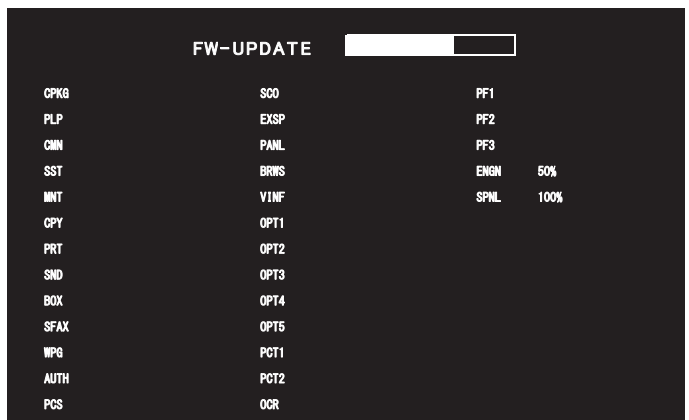 FW-UPDATE
CPKG SCO PF1
PLP EXSP PF2
CMN PANL PF3
SST BRWS ENGN 50%
MNT VINF SPNL 100%
CPY OPT1
PRT OPT2
SND OPT3
BOX OPT4
SFAX OPT5
WPG PCT1
AUTH PCT2
PCS OCR